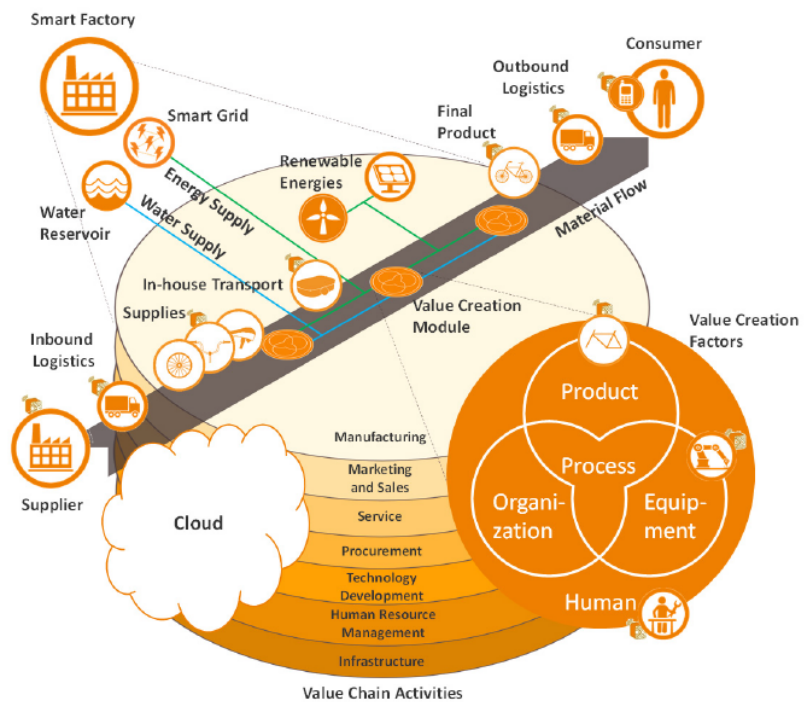 Smart Factory
Consumer
Outbound
Logistics
Smart Grid
Final
Product
Renewable
Energies
Energy Supply
Water
Reservoir
Water Supply
Material Flow
In-house Transport
Supplies
Value Creation
Module
Inbound
Logistics
Value Creation
Factors
Product
Manufacturing
Process
Marketing
and Sales
Organi-
zation
Equip-
ment
Supplier
Cloud
Service
Procurement
Technology
Development
Human
Human Resource
Management
Infrastructure
Value Chain Activities